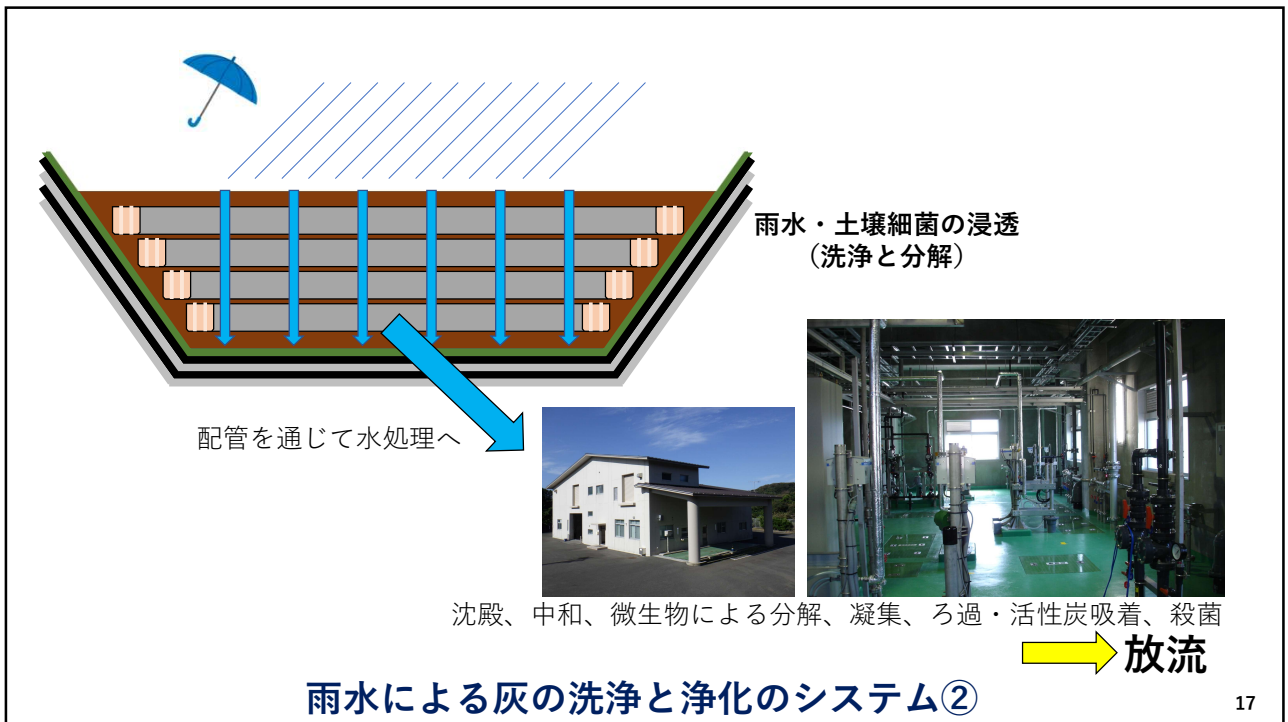 雨水・土壌細菌の浸透
（洗浄と分解）
配管を通じて水処理へ
沈殿、中和、微生物による分解、凝集、ろ過・活性炭吸着、殺菌
放流
雨水による灰の洗浄と浄化のシステム②
17